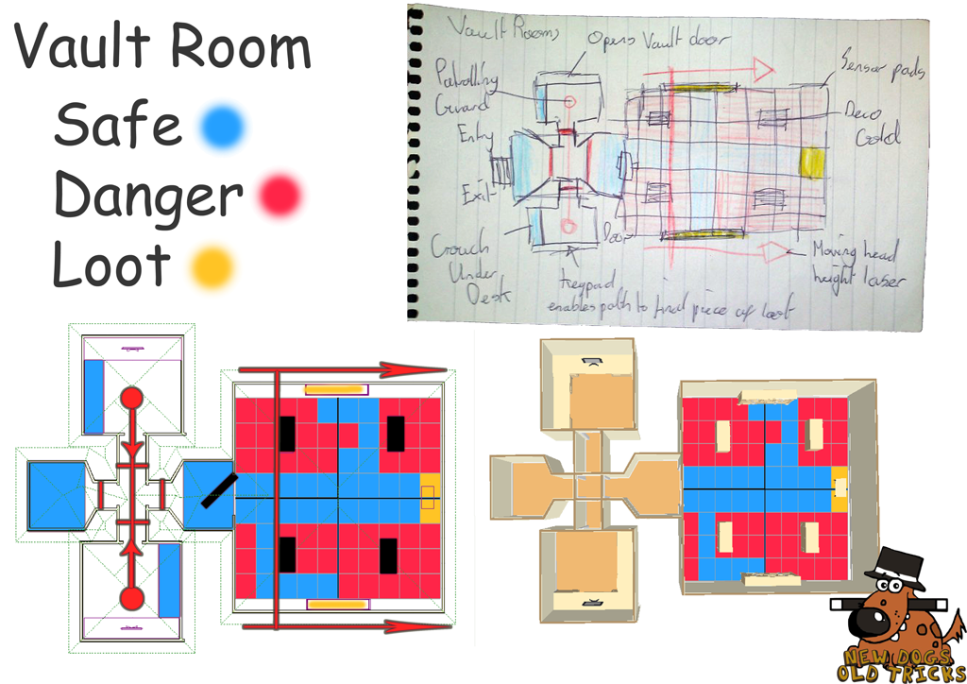 Vault Room
Safe
Danger
Loot
Vault Rooms
Opens Vault door
Sensor pads
Patrolling
Guard
Deco
Gold
Entry
Exit
Door
Crouch
Under
Desk
Keypad
enables path to final piece of loot
Moving head
height laser
NEW DOGS
OLD TRICKS